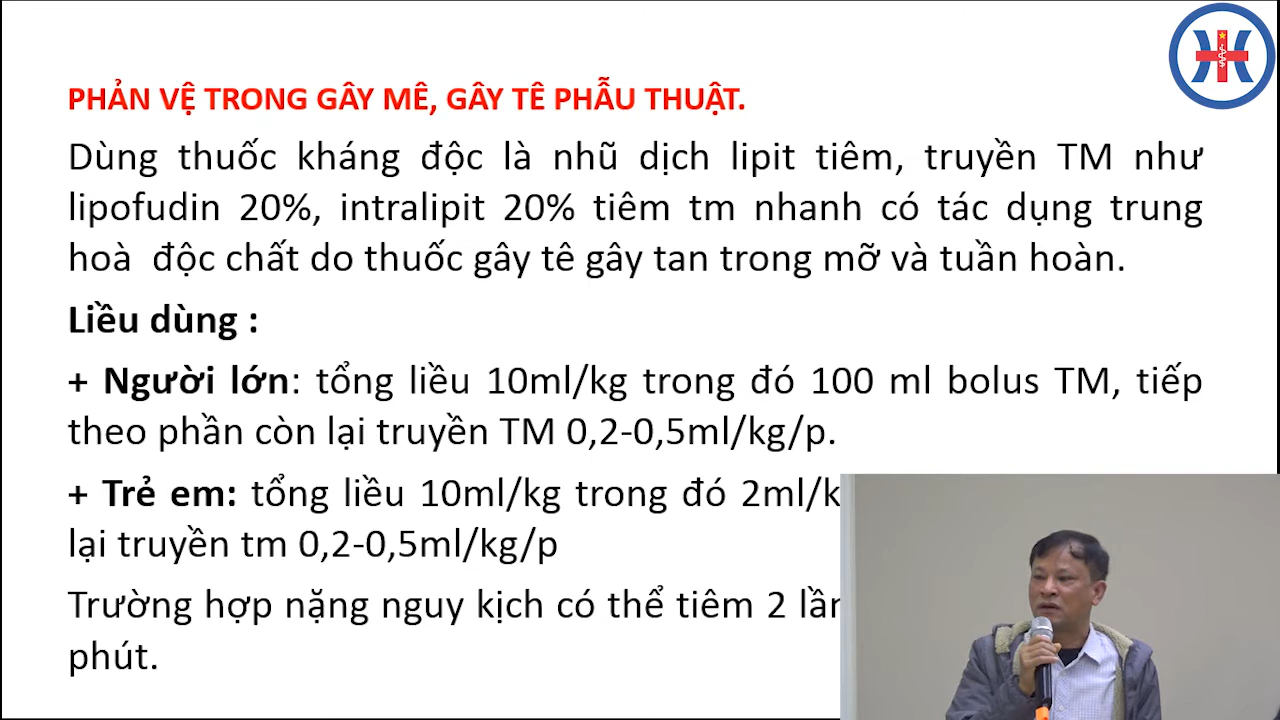 PHẢN VỆ TRONG GÂY MÊ, GÂY TÊ PHẪU THUẬT.
Dùng thuốc kháng độc là nhũ dịch lipit tiêm, truyền TM như
lipofudin 20%, intralipit 20% tiêm tm nhanh có tác dụng trung
hoà độc chất do thuốc gây tê gây tan trong mỡ và tuần hoàn.
Liều dùng :
+ Người lớn: tổng liều 10ml/kg trong đó 100 ml bolus TM, tiếp
theo phần còn lại truyền TM 0,2-0,5ml/kg/p.
+ Trẻ em: tổng liều 10ml/kg trong đó 2ml/k
lại truyền tm 0,2-0,5ml/kg/p
Trường hợp nặng nguy kịch có thể tiêm 2 lần
phút.